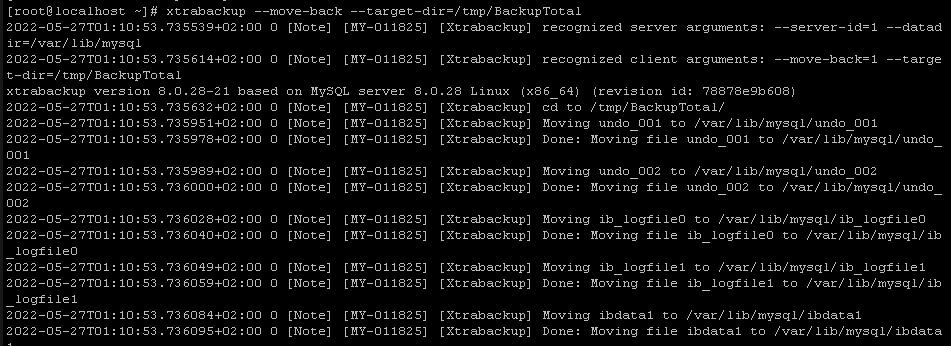 [root@localhost ~]# xtrabackup --move-back --target-dir=/tmp/BackupTotal
2022-05-27T01:10:53.735539+02:00 0 [Note] [MY-011825] [Xtrabackup] recognized server arguments: --server-id=1 --datad
ir=/var/lib/mysql
2022-05-27T01:10:53.735614+02:00 0 [Note] [MY-011825] [Xtrabackup] recognized client arguments: --move-back=1 --targe
t-dir=/tmp/BackupTotal
xtrabackup version 8.0.28-21 based on MySQL server 8.0.28 Linux (x86_64) (revision id: 78878e9b608)
2022-05-27T01:10:53.735632+02:00 0 [Note] [MY-011825] [Xtrabackup] cd to /tmp/BackupTotal/
2022-05-27T01:10:53.735951+02:00 0 [Note] [MY-011825] [Xtrabackup] Moving undo_001 to /var/lib/mysql/undo_001
2022-05-27T01:10:53.735978+02:00 0 [Note] [MY-011825] [Xtrabackup] Done: Moving file undo_001 to /var/lib/mysql/undo_
001
2022-05-27T01:10:53.735989+02:00 0 [Note] [MY-011825] [Xtrabackup] Moving undo_002 to /var/lib/mysql/undo_002
2022-05-27T01:10:53.736000+02:00 0 [Note] [MY-011825] [Xtrabackup] Done: Moving file undo_002 to /var/lib/mysql/undo_
002
2022-05-27T01:10:53.736028+02:00 0 [Note] [MY-011825] [Xtrabackup] Moving ib_logfile0 to /var/lib/mysql/ib_logfile0
2022-05-27T01:10:53.736040+02:00 0 [Note] [MY-011825] [Xtrabackup] Done: Moving file ib_logfile0 to /var/lib/mysql/ib
_logfile0
2022-05-27T01:10:53.736049+02:00 0 [Note] [MY-011825] [Xtrabackup] Moving ib_logfile1 to /var/lib/mysql/ib_logfile1
2022-05-27T01:10:53.736059+02:00 0 [Note] [MY-011825] [Xtrabackup] Done: Moving file ib_logfile1 to /var/lib/mysql/ib
_logfile1
2022-05-27T01:10:53.736084+02:00 0 [Note] [MY-011825] [Xtrabackup] Moving ibdata1 to /var/lib/mysql/ibdata1
2022-05-27T01:10:53.736095+02:00 0 [Note] [MY-011825] [Xtrabackup] Done: Moving file ibdata1 to /var/lib/mysql/ibdata